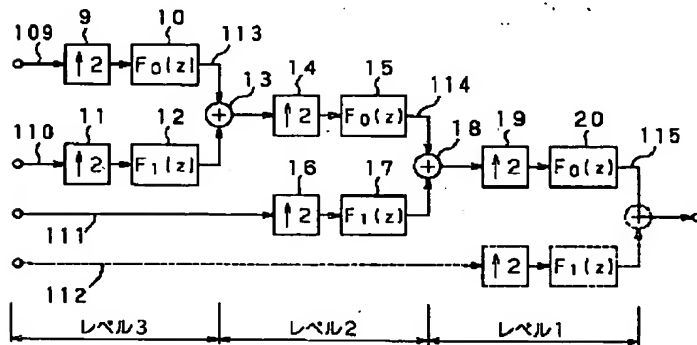 109 9 10 113
↑2 F₀(z)
13 14 15 114
110 11 12 + ↑2 F₀(z) 18 19 20 115
↑2 F₁(z) 16 17 + ↑2 F₀(z)
111 ↑2 F₁(z) +
112 ↑2 F₁(z)
レベル3 レベル2 レベル1